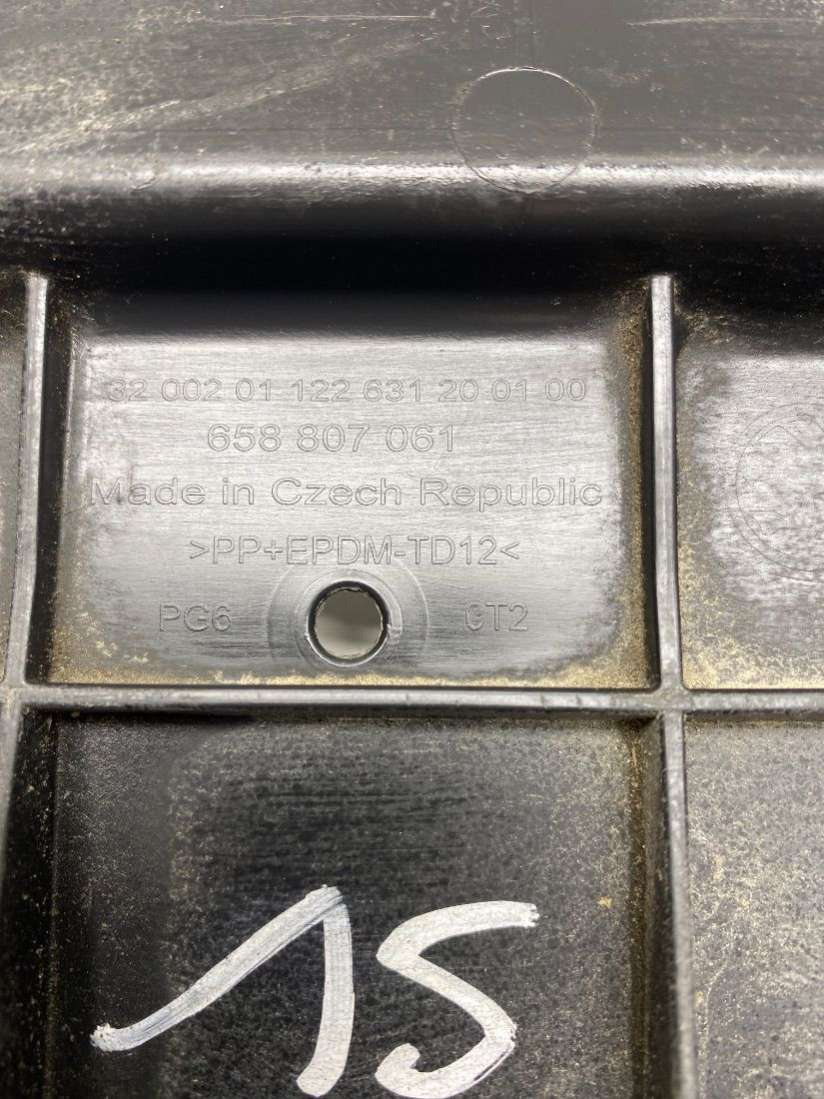 32 002 01 122 631 20 01 00
658 807 061
Made in Czech Republic
>PP+EPDM-TD12<
PG6 GT2
15